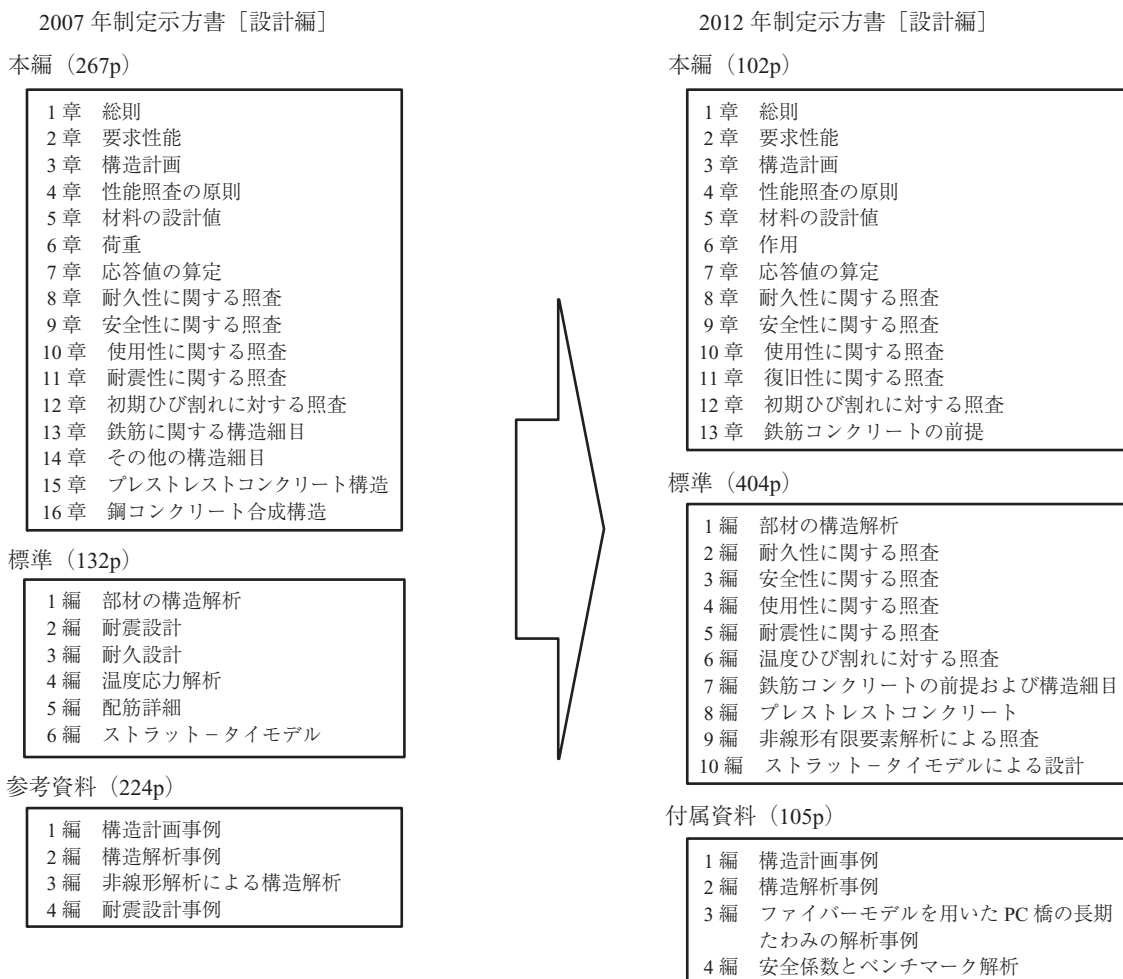 2007 年制定示方書［設計編］
本編（267p）
1 章　総則
2 章　要求性能
3 章　構造計画
4 章　性能照査の原則
5 章　材料の設計値
6 章　荷重
7 章　応答値の算定
8 章　耐久性に関する照査
9 章　安全性に関する照査
10 章　使用性に関する照査
11 章　耐震性に関する照査
12 章　初期ひび割れに対する照査
13 章　鉄筋に関する構造細目
14 章　その他の構造細目
15 章　プレストレストコンクリート構造
16 章　鋼コンクリート合成構造
標準（132p）
1 編　部材の構造解析
2 編　耐震設計
3 編　耐久設計
4 編　温度応力解析
5 編　配筋詳細
6 編　ストラット－タイモデル
参考資料（224p）
1 編　構造計画事例
2 編　構造解析事例
3 編　非線形解析による構造解析
4 編　耐震設計事例
2012 年制定示方書［設計編］
本編（102p）
1 章　総則
2 章　要求性能
3 章　構造計画
4 章　性能照査の原則
5 章　材料の設計値
6 章　作用
7 章　応答値の算定
8 章　耐久性に関する照査
9 章　安全性に関する照査
10 章　使用性に関する照査
11 章　復旧性に関する照査
12 章　初期ひび割れに対する照査
13 章　鉄筋コンクリートの前提
標準（404p）
1 編　部材の構造解析
2 編　耐久性に関する照査
3 編　安全性に関する照査
4 編　使用性に関する照査
5 編　耐震性に関する照査
6 編　温度ひび割れに対する照査
7 編　鉄筋コンクリートの前提および構造細目
8 編　プレストレストコンクリート
9 編　非線形有限要素解析による照査
10 編　ストラット－タイモデルによる設計
付属資料（105p）
1 編　構造計画事例
2 編　構造解析事例
3 編　ファイバーモデルを用いた PC 橋の長期
たわみの解析事例
4 編　安全係数とベンチマーク解析